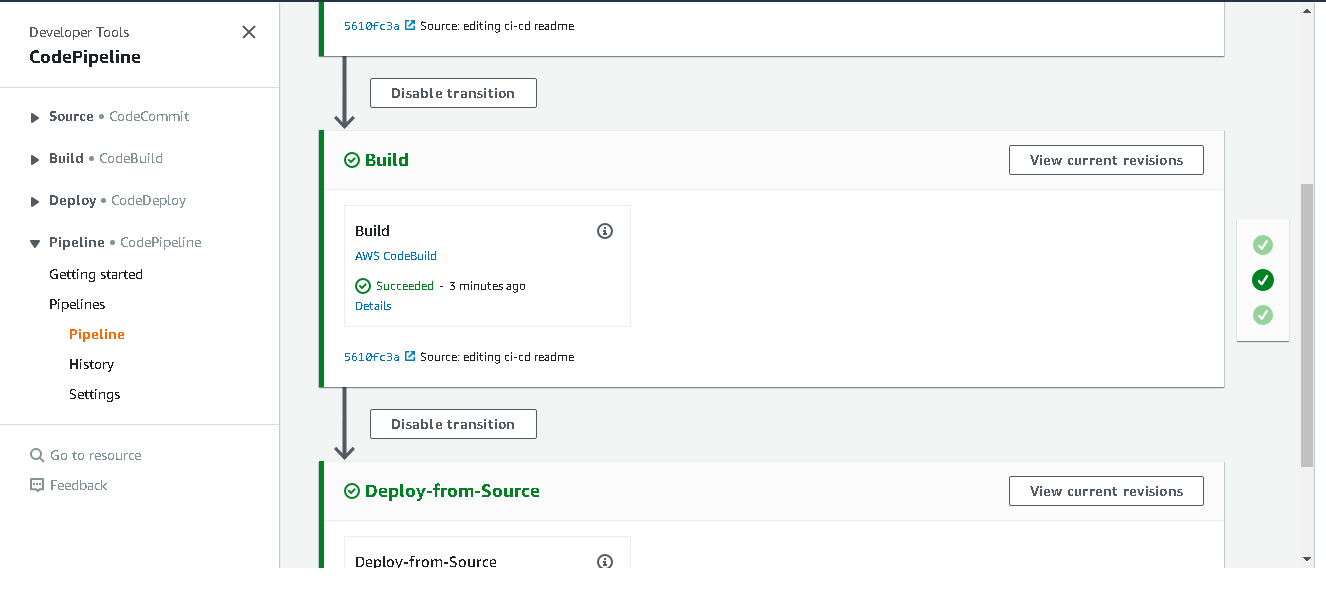 Developer Tools
CodePipeline
Source • CodeCommit
Build • CodeBuild
Deploy • CodeDeploy
Pipeline • CodePipeline
Getting started
Pipelines
Pipeline
History
Settings
Go to resource
Feedback
5610fc3a Source: editing ci-cd readme
Disable transition
Build
View current revisions
Build
AWS CodeBuild
Succeeded - 3 minutes ago
Details
5610fc3a Source: editing ci-cd readme
Disable transition
Deploy-from-Source
View current revisions
Deploy-from-Source